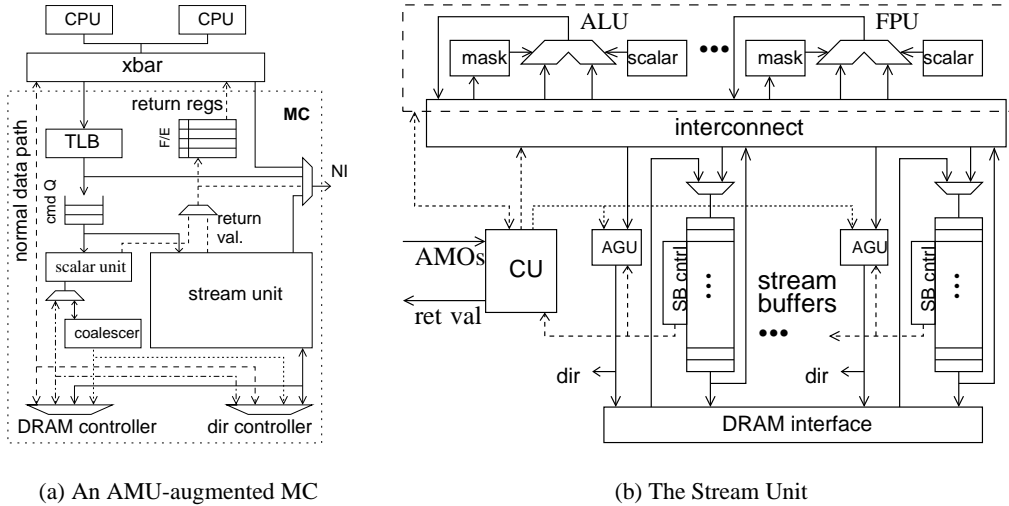 CPU CPU
xbar
return regs MC
normal data path
TLB
F/E
NI
cmd Q
return
val.
scalar unit
stream unit
coalescer
DRAM controller dir controller
(a) An AMU-augmented MC
ALU FPU
mask scalar mask scalar
interconnect
AMOs
CU
AGU
SB cntrl
AGU
SB cntrl
ret val
stream
buffers
dir dir
DRAM interface
(b) The Stream Unit